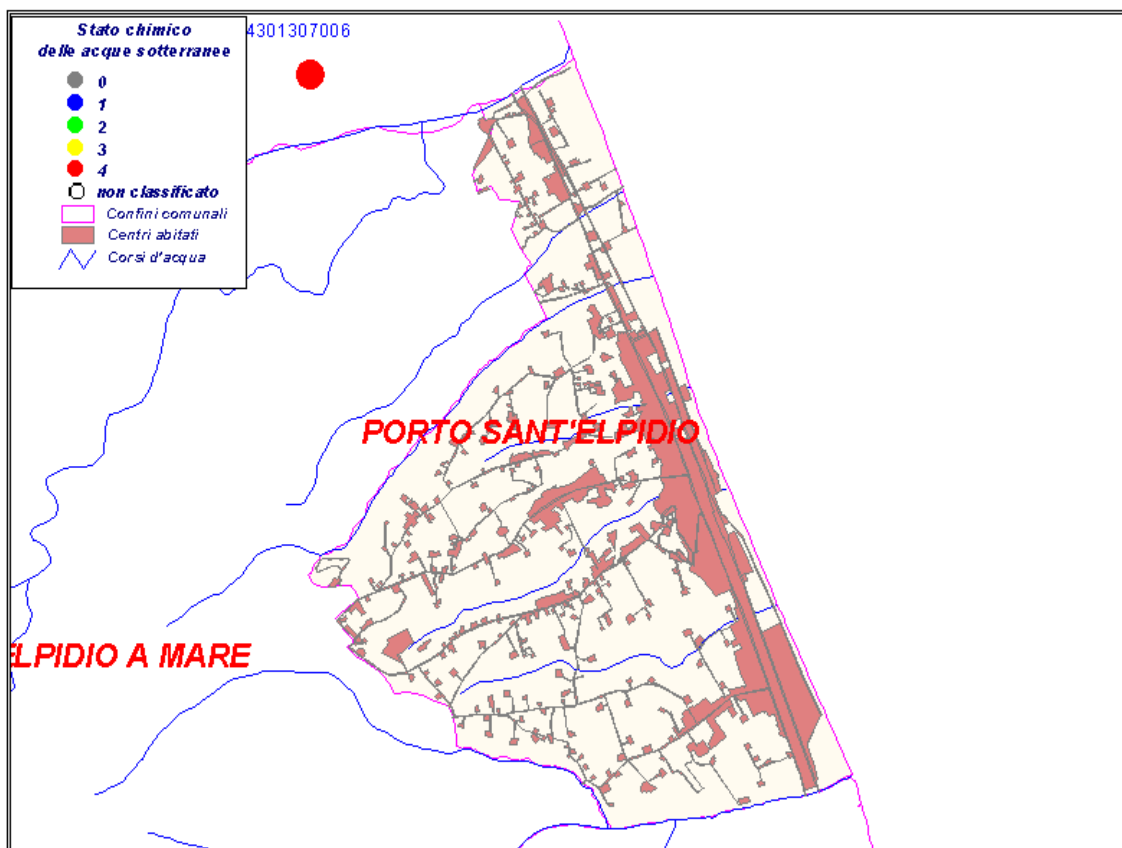 Stato chimico
delle acque sotterranee
4301307006
0
1
2
3
4
non classificato
Confini comunali
Centri abitati
Corsi d'acqua
PORTO SANT'ELPIDIO
ELPIDIO A MARE